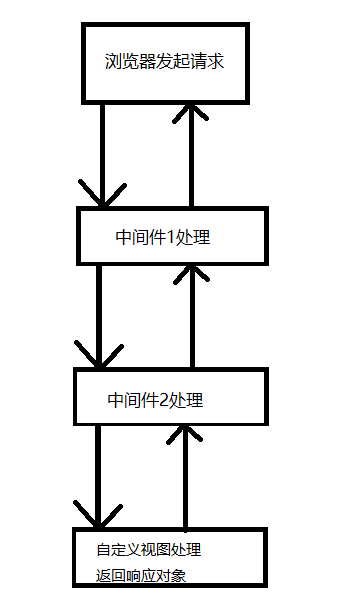 浏览器发起请求
中间件1处理
中间件2处理
自定义视图处理
返回响应对象